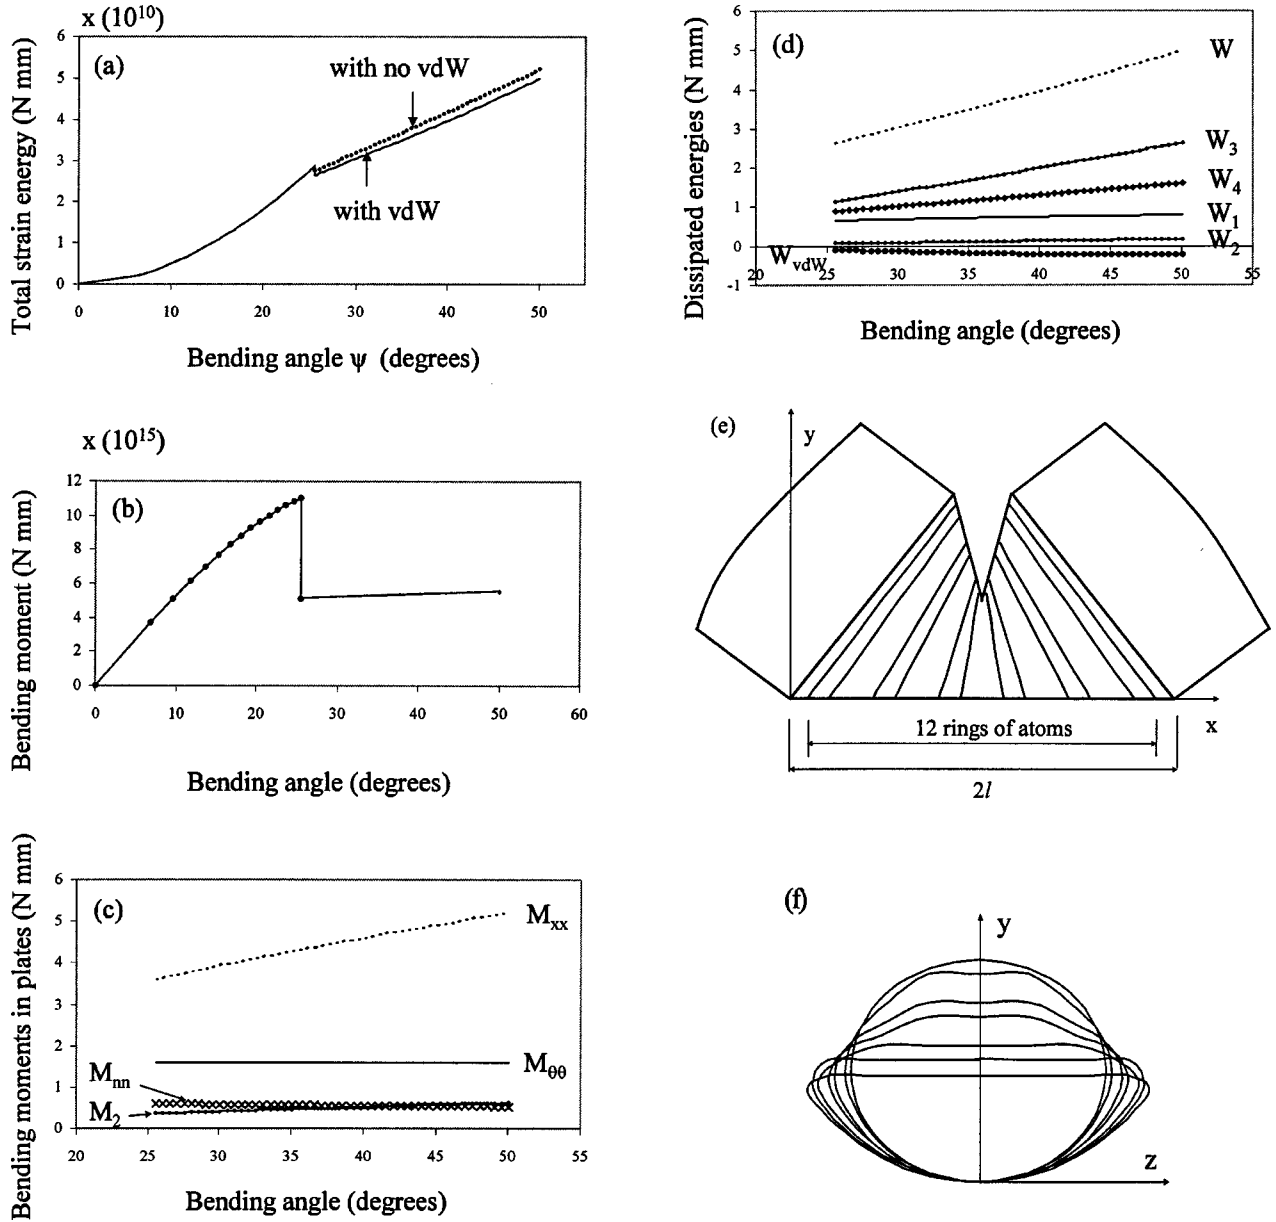 x (10¹⁰)
Total strain energy (N mm)
6
5
4
3
2
1
0
(a)
with no vdW
with vdW
0 10 20 30 40 50
Bending angle ψ (degrees)
Dissipated energies (N mm)
6
5
4
3
2
1
0
-1
(d)
W
W₃
W₄
W₁
W₂
W_vdW
20 25 30 35 40 45 50 55
Bending angle (degrees)
x (10¹⁵)
Bending moment (N mm)
12
10
8
6
4
2
0
(b)
0 10 20 30 40 50 60
Bending angle (degrees)
(e)
y
x
12 rings of atoms
2l
Bending moments in plates (N mm)
6
5
4
3
2
1
0
(c)
M_xx
M_θθ
M_nn
M₂
20 25 30 35 40 45 50 55
Bending angle (degrees)
(f)
y
z